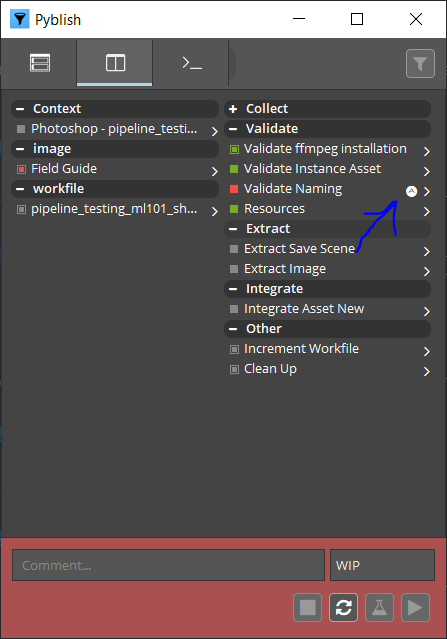 Pyblish
Context
Photoshop - pipeline_testi...
image
Field Guide
workfile
pipeline_testing_ml101_sh...
Collect
Validate
Validate ffmpeg installation
Validate Instance Asset
Validate Naming
A
Resources
Extract
Extract Save Scene
Extract Image
Integrate
Integrate Asset New
Other
Increment Workfile
Clean Up
Comment...
WIP